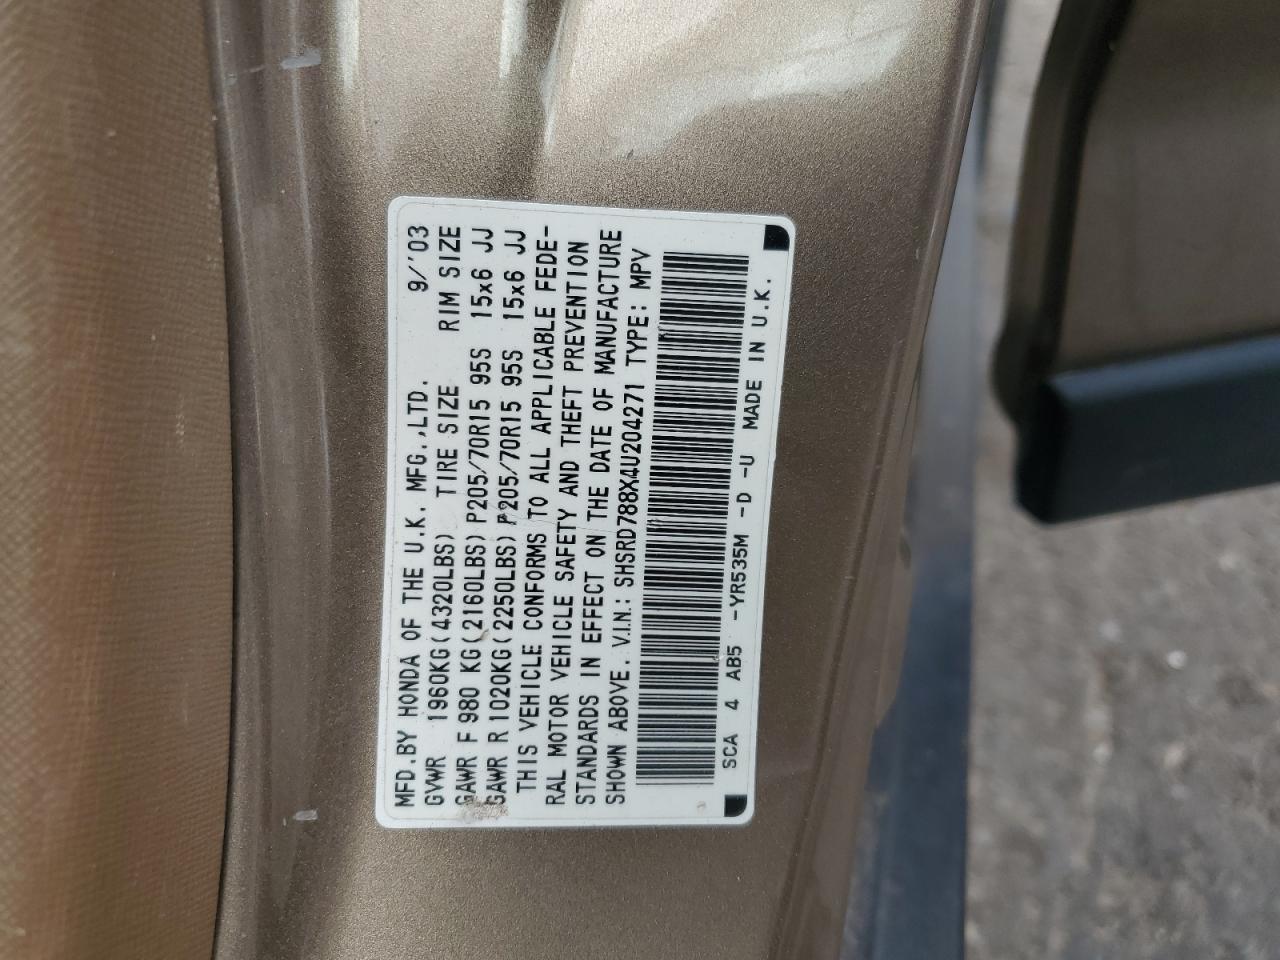 MFD.BY HONDA OF THE U.K. MFG.,LTD. 9/'03
GVWR 1960KG(4320LBS) TIRE SIZE RIM SIZE
GAWR F 980 KG(2160LBS) P205/70R15 95S 15x6 JJ
GAWR R 1020KG(2250LBS) P205/70R15 95S 15x6 JJ
THIS VEHICLE CONFORMS TO ALL APPLICABLE FEDE-
RAL MOTOR VEHICLE SAFETY AND THEFT PREVENTION
STANDARDS IN EFFECT ON THE DATE OF MANUFACTURE
SHOWN ABOVE. V.I.N.: SHSRD788X4U204271 TYPE: MPV
SCA 4 AB5 -YR535M -D -U MADE IN U.K.